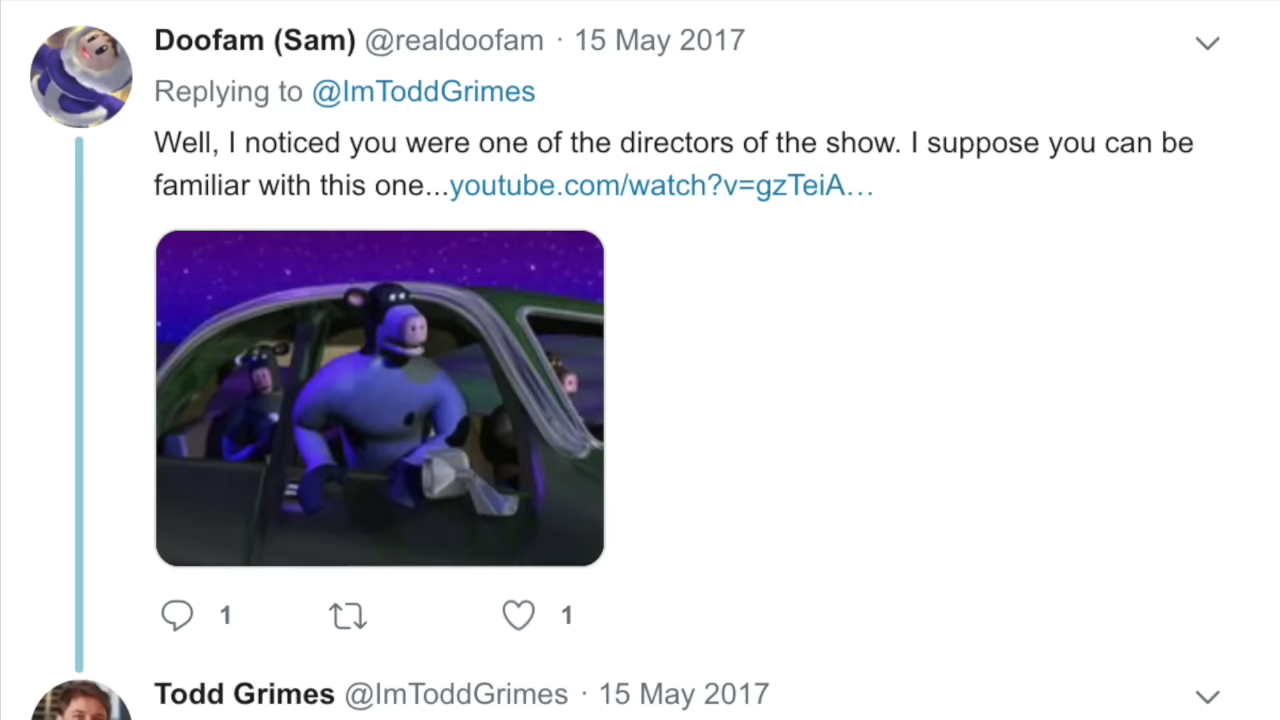 Doofam (Sam) @realdoofam · 15 May 2017
Replying to @ImToddGrimes
Well, I noticed you were one of the directors of the show. I suppose you can be
familiar with this one...youtube.com/watch?v=gzTeiA…
1 1
Todd Grimes @ImToddGrimes · 15 May 2017